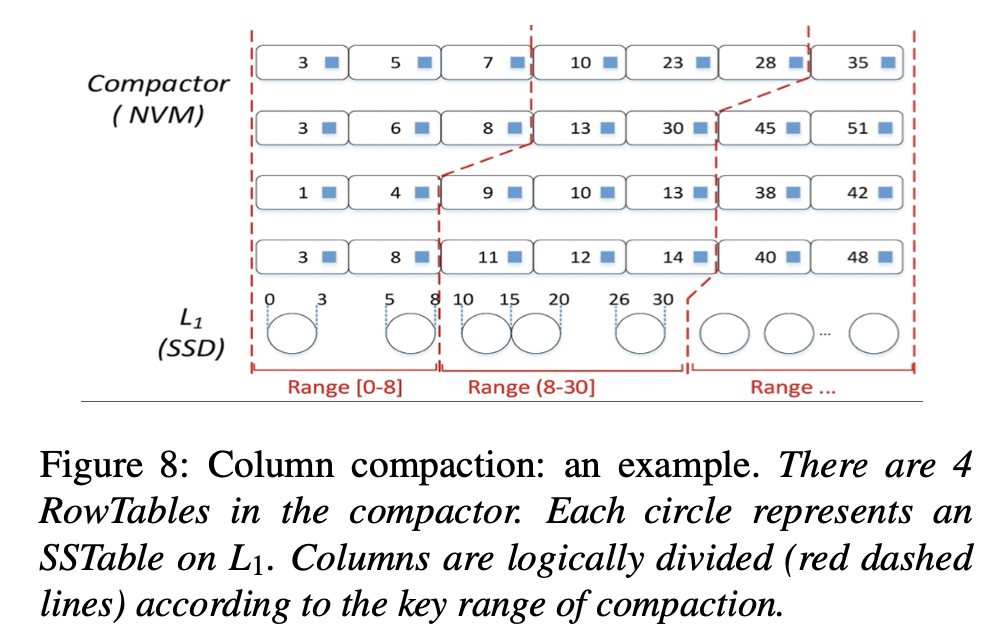 Compactor
( NVM)
3 5 7 10 23 28 35
3 6 8 13 30 45 51
1 4 9 10 13 38 42
3 8 11 12 14 40 48
0 3 5 8 10 15 20 26 30
L₁
(SSD)
...
Range [0-8] Range (8-30] Range ...
Figure 8: Column compaction: an example. There are 4
RowTables in the compactor. Each circle represents an
SSTable on L₁. Columns are logically divided (red dashed
lines) according to the key range of compaction.